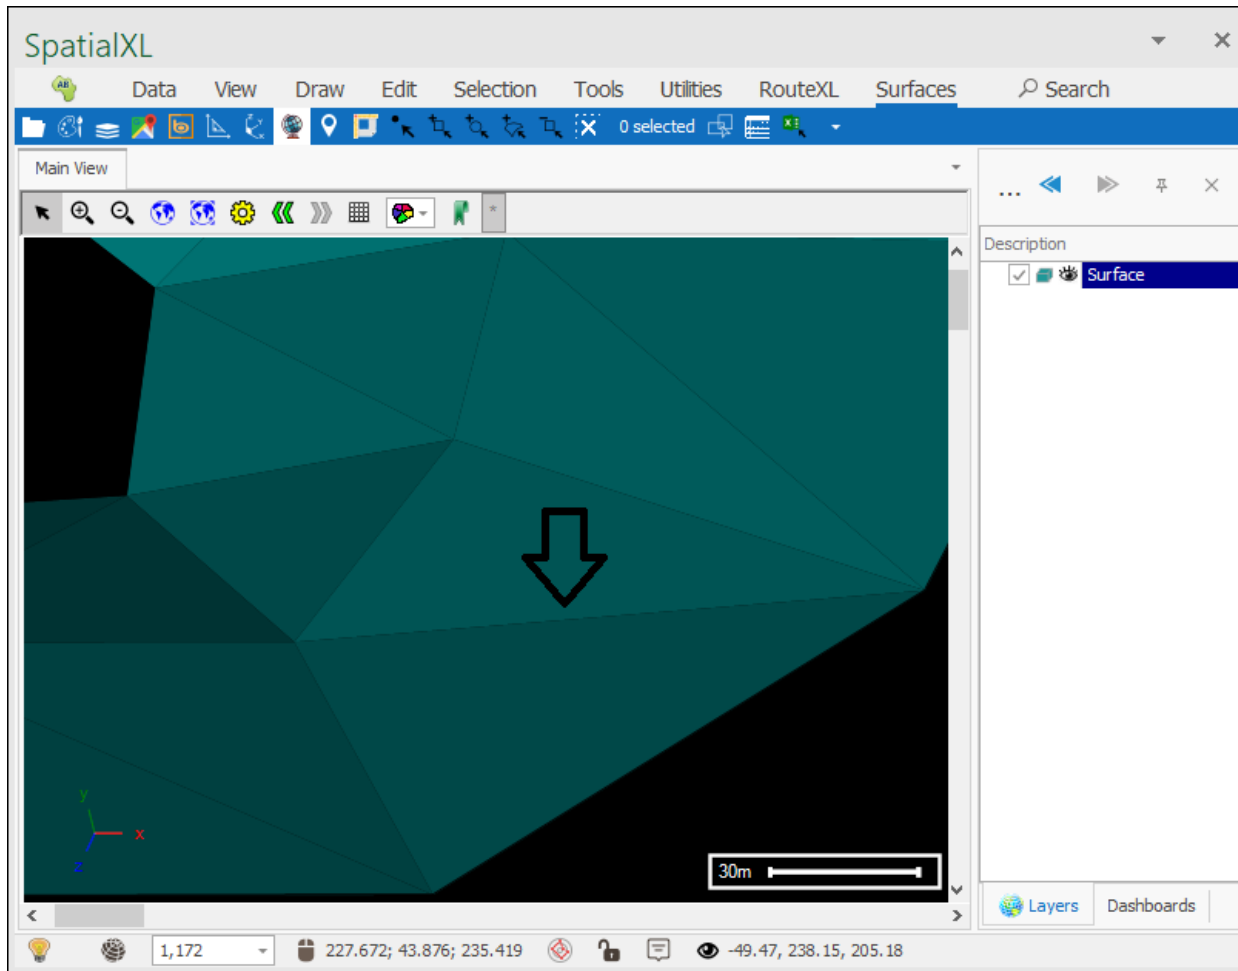 SpatialXL
Data View Draw Edit Selection Tools Utilities RouteXL Surfaces Search
0 selected
Main View
...
*
Description
Surface
y
x
z
30m
Layers Dashboards
1,172 227.672; 43.876; 235.419 -49.47, 238.15, 205.18